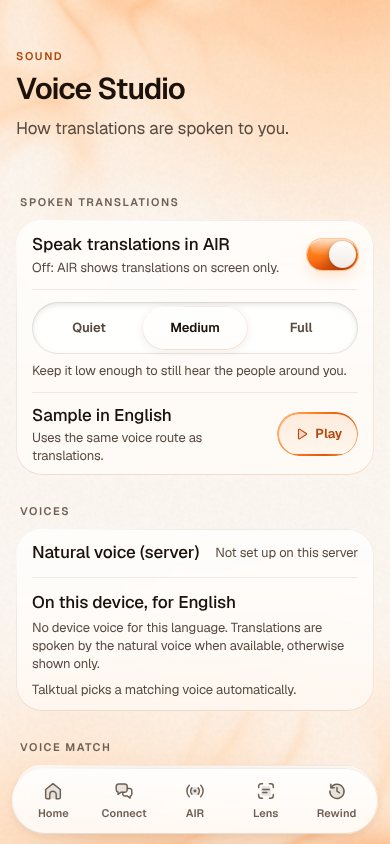 SOUND
Voice Studio
How translations are spoken to you.
SPOKEN TRANSLATIONS
Speak translations in AIR
Off: AIR shows translations on screen only.
Quiet
Medium
Full
Keep it low enough to still hear the people around you.
Sample in English
Uses the same voice route as
translations.
Play
VOICES
Natural voice (server)
Not set up on this server
On this device, for English
No device voice for this language. Translations are
spoken by the natural voice when available, otherwise
shown only.
Talktual picks a matching voice automatically.
VOICE MATCH
Home
Connect
AIR
Lens
Rewind